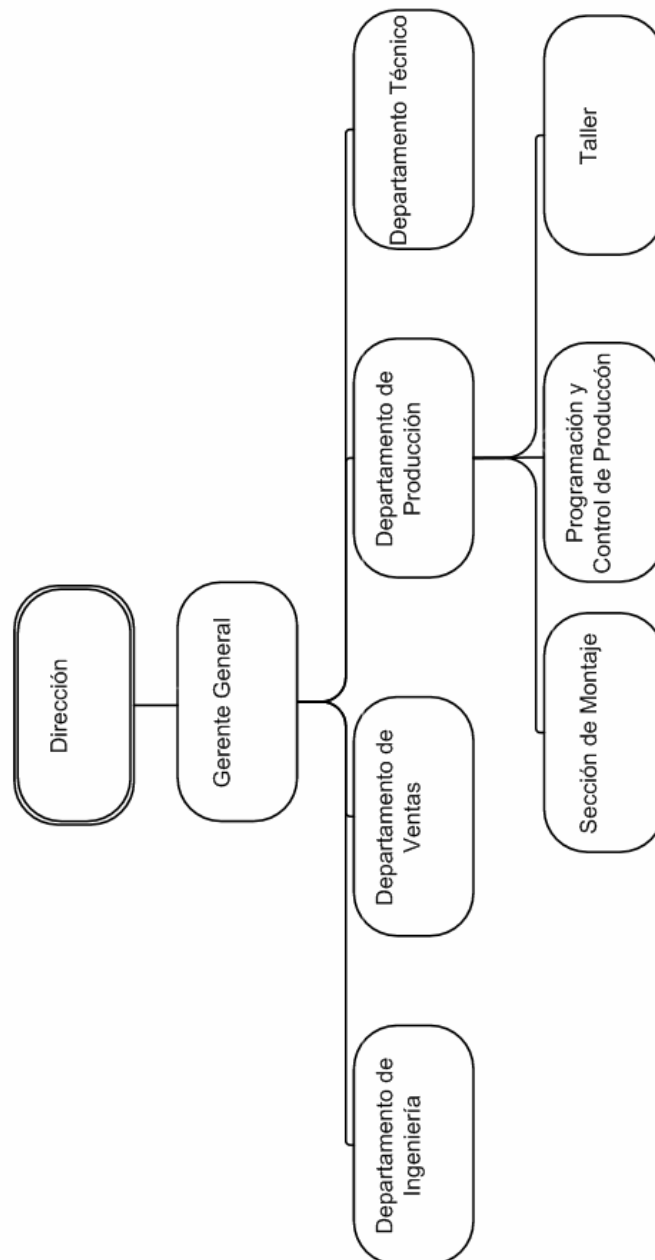 Dirección
Gerente General
Departamento de
Ingeniería
Departamento de
Ventas
Departamento de
Producción
Departamento Técnico
Sección de Montaje
Programación y
Control de Produccón
Taller